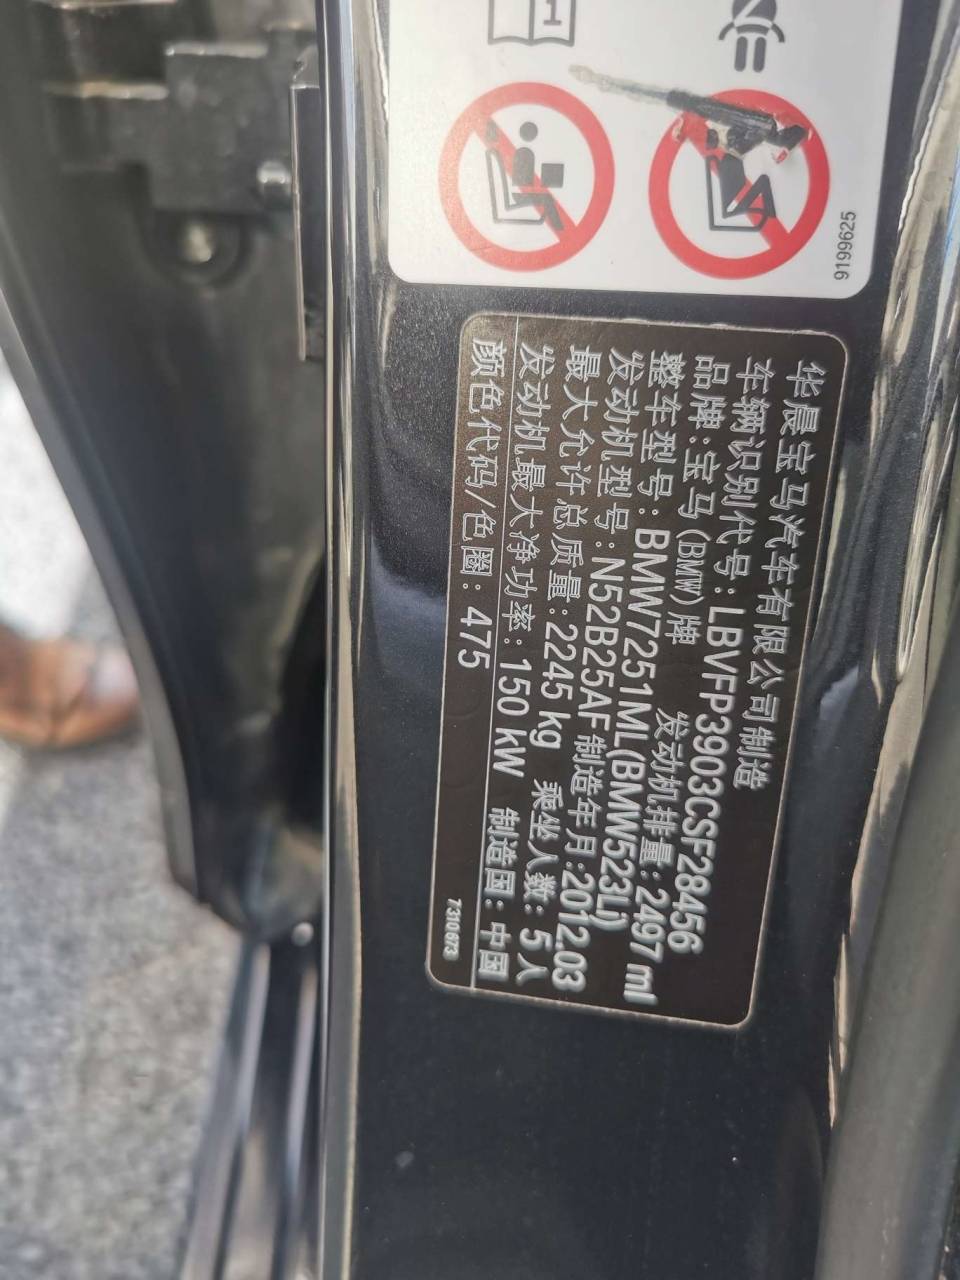 9199625
华晨宝马汽车有限公司制造
车辆识别代号:LBVFP3903CSF28456
品牌:宝马(BMW)牌 发动机排量:2497 ml
整车型号:BMW7251ML(BMW523Li)
发动机型号:N52B25AF 制造年月:2012.03
最大允许总质量:2245 kg 乘坐人数:5人
发动机最大净功率:150 kW 制造国:中国
颜色代码/色圈:475
7310673